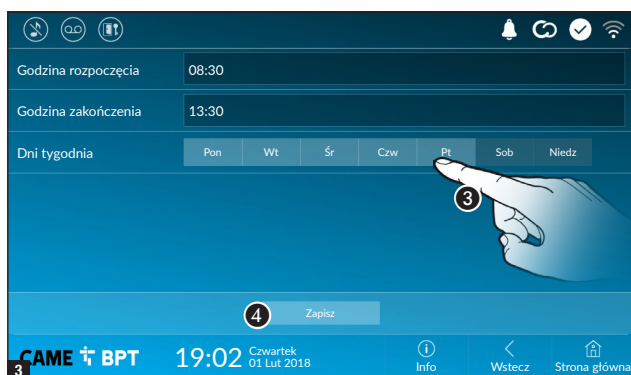 Godzina rozpoczęcia 08:30
Godzina zakończenia 13:30
Dni tygodnia Pon Wt Śr Czw Pt Sob Niedz
3
4 Zapisz
CAME BPT 19:02 Czwartek 01 Lut 2018 Info Wstecz Strona główna
3